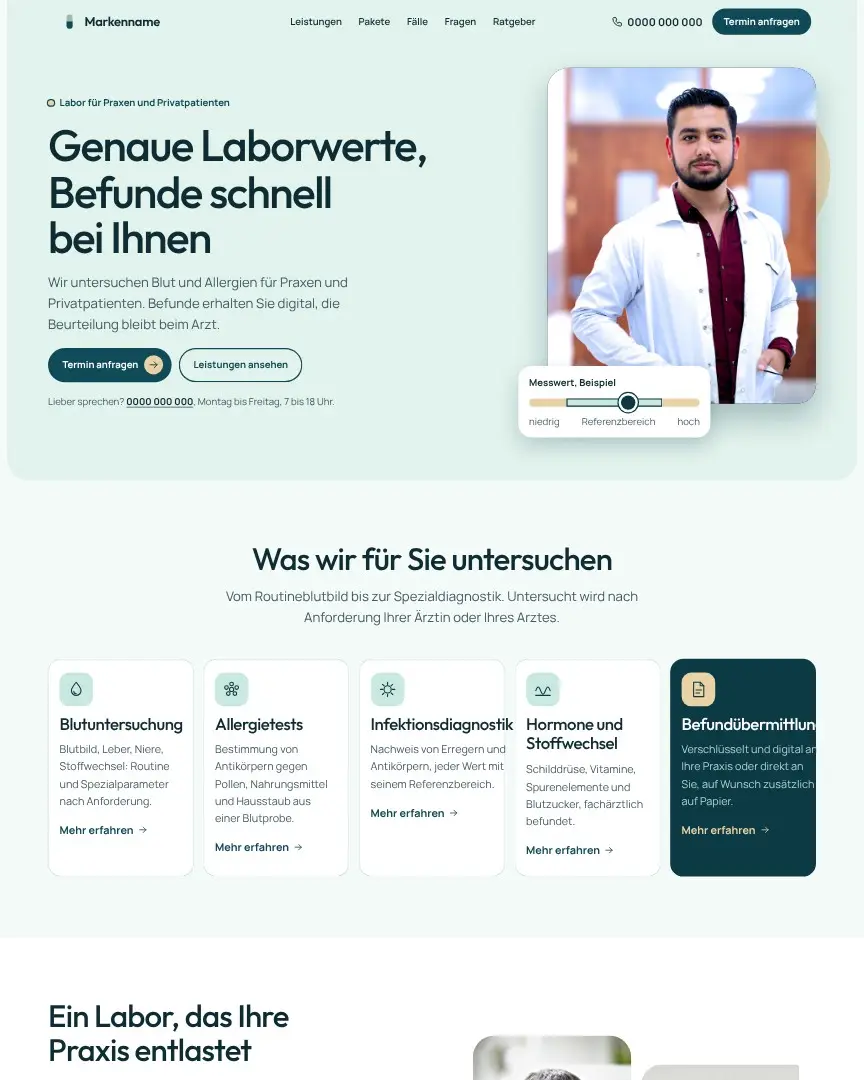 Markenname
Leistungen Pakete Fälle Fragen Ratgeber
0000 000 000
Termin anfragen
Labor für Praxen und Privatpatienten
Genaue Laborwerte,
Befunde schnell
bei Ihnen
Wir untersuchen Blut und Allergien für Praxen und
Privatpatienten. Befunde erhalten Sie digital, die
Beurteilung bleibt beim Arzt.
Termin anfragen
Leistungen ansehen
Lieber sprechen? 0000 000 000, Montag bis Freitag, 7 bis 18 Uhr.
Messwert, Beispiel
niedrig Referenzbereich hoch
Was wir für Sie untersuchen
Vom Routineblutbild bis zur Spezialdiagnostik. Untersucht wird nach
Anforderung Ihrer Ärztin oder Ihres Arztes.
Blutuntersuchung
Blutbild, Leber, Niere,
Stoffwechsel: Routine
und Spezialparameter
nach Anforderung.
Mehr erfahren
Allergietests
Bestimmung von
Antikörpern gegen
Pollen, Nahrungsmittel
und Hausstaub aus
einer Blutprobe.
Mehr erfahren
Infektionsdiagnostik
Nachweis von Erregern und
Antikörpern, jeder Wert mit
seinem Referenzbereich.
Mehr erfahren
Hormone und
Stoffwechsel
Schilddrüse, Vitamine,
Spurenelemente und
Blutzucker, fachärztlich
befundet.
Mehr erfahren
Befundübermittlun
Verschlüsselt und digital an
Ihre Praxis oder direkt an
Sie, auf Wunsch zusätzlich
auf Papier.
Mehr erfahren
Ein Labor, das Ihre
Praxis entlastet